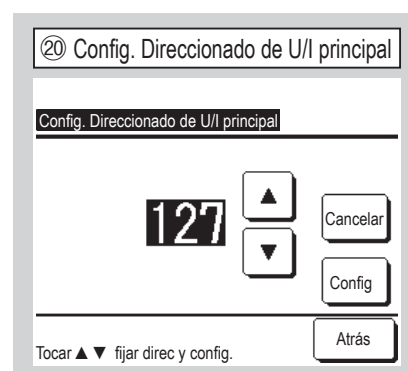 ⑳ Config. Direccionado de U/I principal
Config. Direccionado de U/I principal
127
▲
▼
Cancelar
Config
Atrás
Tocar ▲ ▼ fijar direc y config.